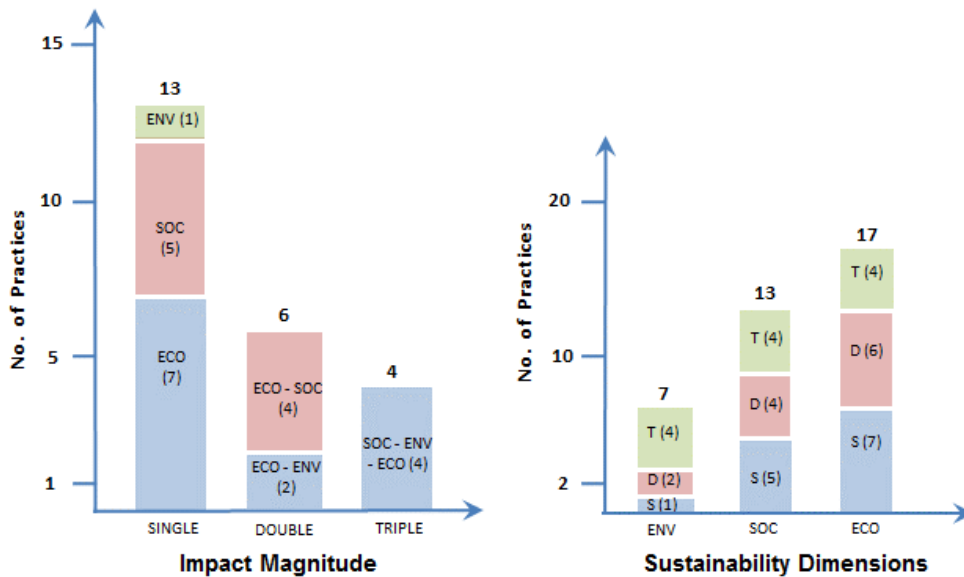 15
10
5
1
No. of Practices
13
ENV (1)
SOC
(5)
ECO
(7)
6
ECO - SOC
(4)
ECO - ENV
(2)
4
SOC - ENV
- ECO (4)
SINGLE
DOUBLE
TRIPLE
Impact Magnitude
20
10
2
No. of Practices
7
T (4)
D (2)
S (1)
13
T (4)
D (4)
S (5)
17
T (4)
D (6)
S (7)
ENV
SOC
ECO
Sustainability Dimensions